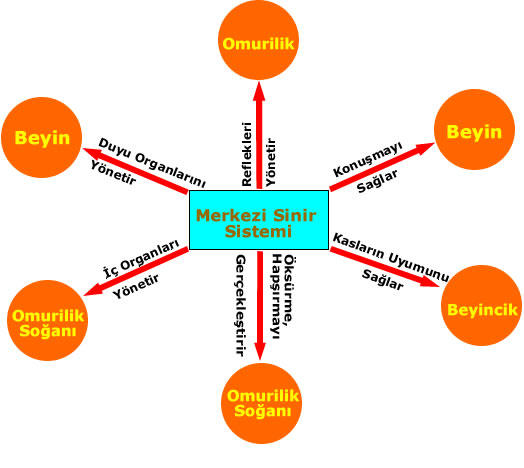 Omurilik
Beyin
Beyin
Duyu Organlarını
Yönetir
Reflekleri
Yönetir
Konuşmayı
Sağlar
Merkezi Sinir
Sistemi
İç Organları
Yönetir
Öksürme,
Hapşırmayı
Gerçekleştirir
Kasların Uyumunu
Sağlar
Omurilik
Soğanı
Beyincik
Omurilik
Soğanı